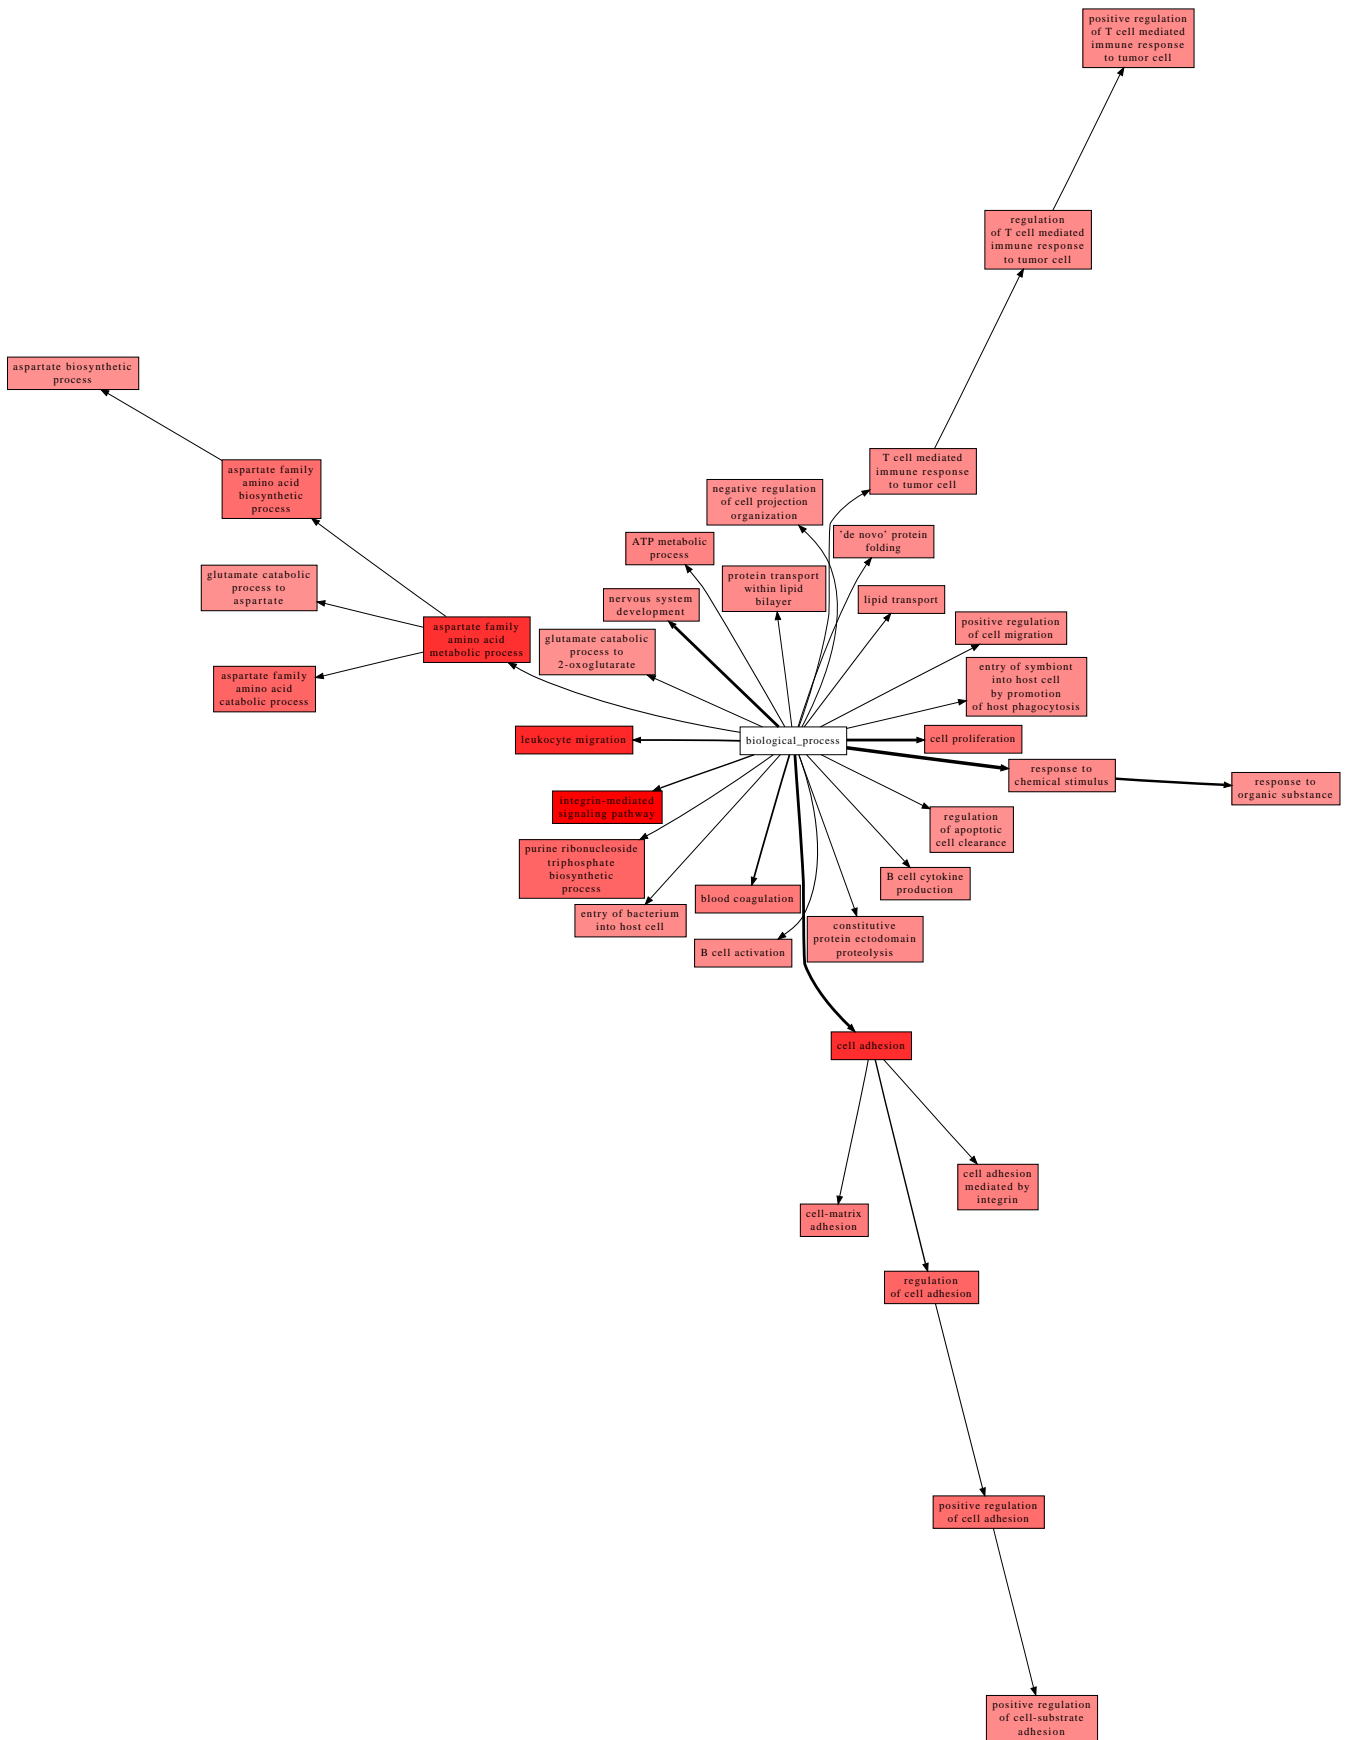 positive regulation
of T cell mediated
immune response
to tumor cell
regulation
of T cell mediated
immune response
to tumor cell
aspartate biosynthetic
process
T cell mediated
immune response
to tumor cell
aspartate family
amino acid
biosynthetic
process
negative regulation
of cell projection
organization
'de novo' protein
folding
ATP metabolic
process
glutamate catabolic
process to
aspartate
protein transport
within lipid
bilayer
nervous system
development
lipid transport
positive regulation
of cell migration
aspartate family
amino acid
metabolic process
glutamate catabolic
process to
2-oxoglutarate
entry of symbiont
into host cell
by promotion
of host phagocytosis
aspartate family
amino acid
catabolic process
leukocyte migration
biological_process
cell proliferation
response to
chemical stimulus
response to
organic substance
integrin-mediated
signaling pathway
regulation
of apoptotic
cell clearance
purine ribonucleoside
triphosphate
biosynthetic
process
B cell cytokine
production
blood coagulation
entry of bacterium
into host cell
constitutive
protein ectodomain
proteolysis
B cell activation
cell adhesion
cell adhesion
mediated by
integrin
cell-matrix
adhesion
regulation
of cell adhesion
positive regulation
of cell adhesion
positive regulation
of cell-substrate
adhesion